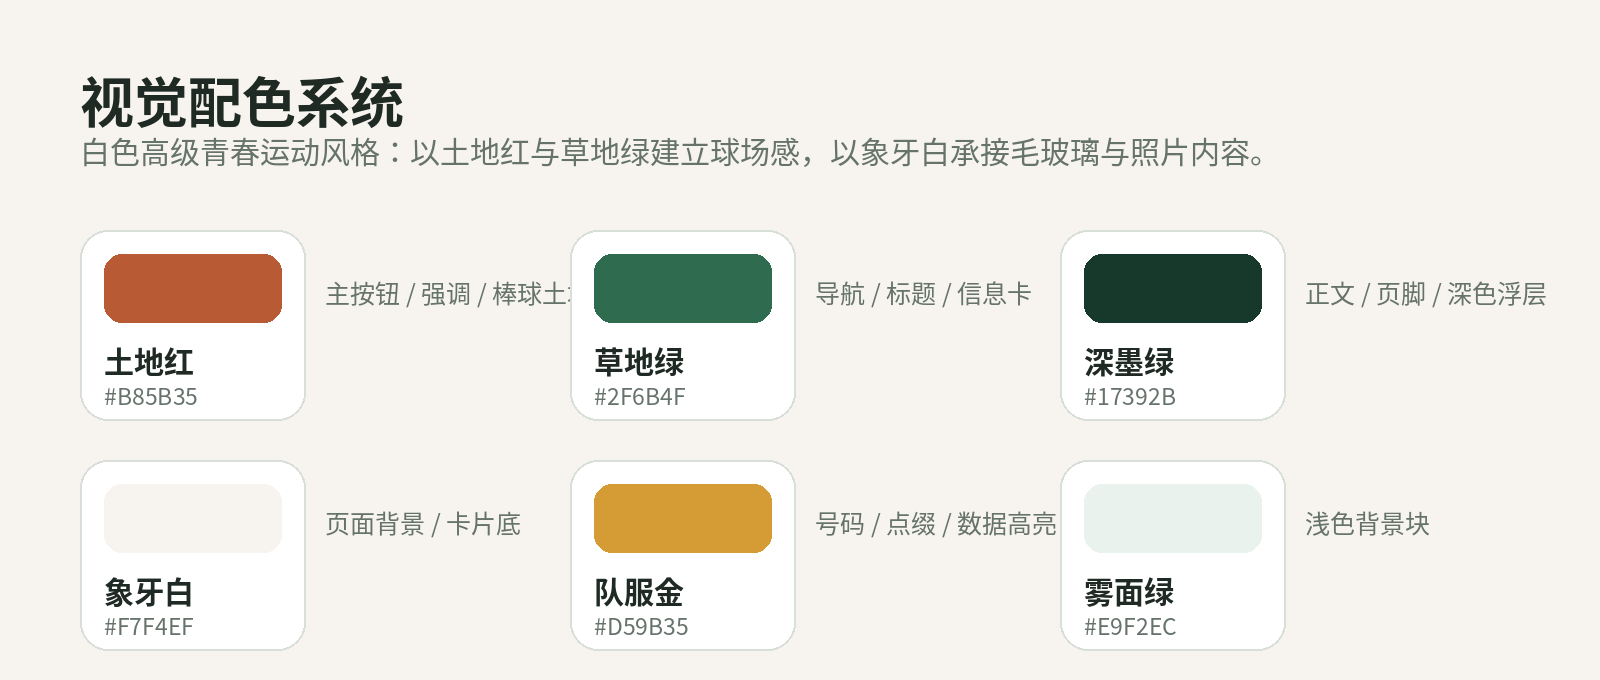 视觉配色系统
白色高级青春运动风格：以土地红与草地绿建立球场感，以象牙白承接毛玻璃与照片内容。
主按钮 / 强调 / 棒球土
土地红
#B85B35
导航 / 标题 / 信息卡
草地绿
#2F6B4F
正文 / 页脚 / 深色浮层
深墨绿
#17392B
页面背景 / 卡片底
象牙白
#F7F4EF
号码 / 点缀 / 数据高亮
队服金
#D59B35
浅色背景块
雾面绿
#E9F2EC